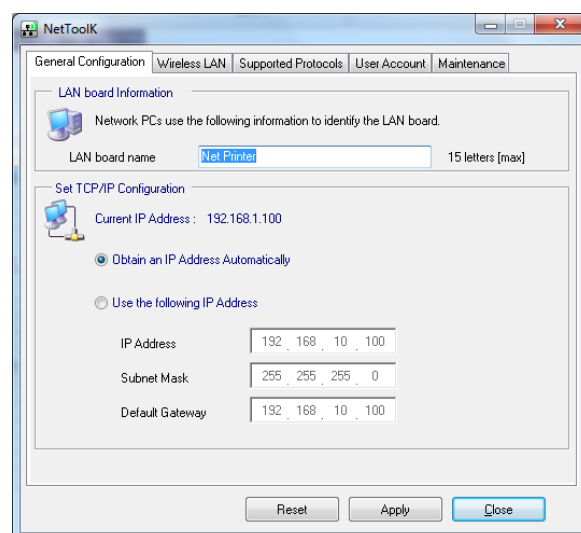 NetToolK
General Configuration Wireless LAN Supported Protocols User Account Maintenance
LAN board Information
Network PCs use the following information to identify the LAN board.
LAN board name Net Printer 15 letters [max]
Set TCP/IP Configuration
Current IP Address : 192.168.1.100
Obtain an IP Address Automatically
Use the following IP Address
IP Address 192 . 168 . 10 . 100
Subnet Mask 255 . 255 . 255 . 0
Default Gateway 192 . 168 . 10 . 100
Reset Apply Close